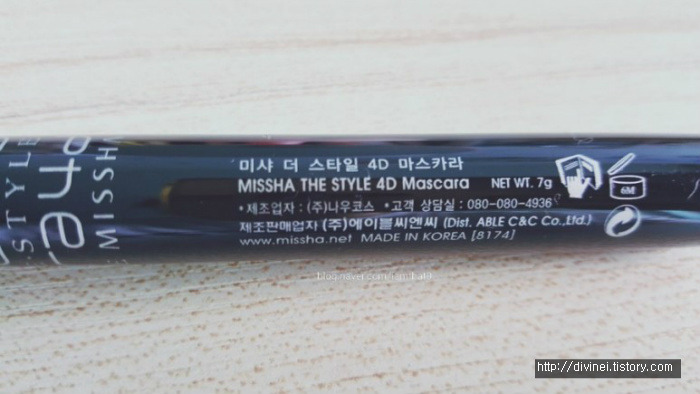 STYLE
4D
MISSHA
미샤 더 스타일 4D 마스카라
MISSHA THE STYLE 4D Mascara NET WT. 7g
•제조업자 : (주)나우코스 •고객 상담실 : 080-080-4936
제조판매업자 (주)에이블씨엔씨 (Dist. ABLE C&C Co.,Ltd.)
www.missha.net MADE IN KOREA [8174]
6M
http://divinei.tistory.com